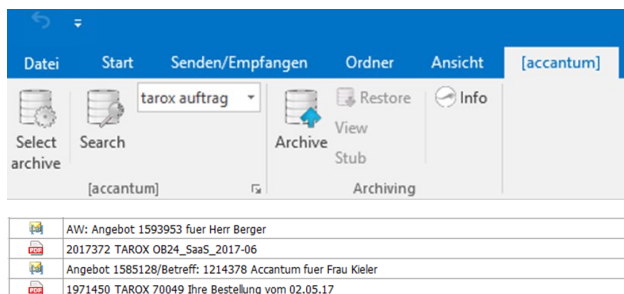 Datei Start Senden/Empfangen Ordner Ansicht [accantum]
tarox auftrag Restore Info
Select archive Search Archive View
Stub
[accantum] Archiving
AW: Angebot 1593953 fuer Herr Berger
PDF 2017372 TAROX OB24_SaaS_2017-06
Angebot 1585128/Betreff: 1214378 Accantum fuer Frau Kieler
PDF 1971450 TAROX 70049 Ihre Bestellung vom 02.05.17